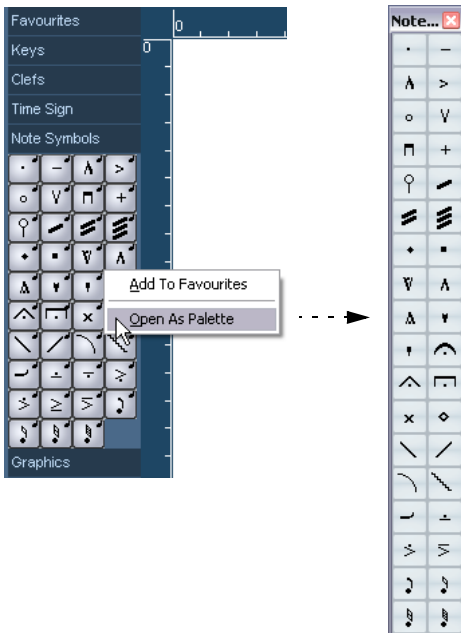 Favourites
Keys
Clefs
Time Sign
Note Symbols
Graphics
0
0
Add To Favourites
Open As Palette
Note...